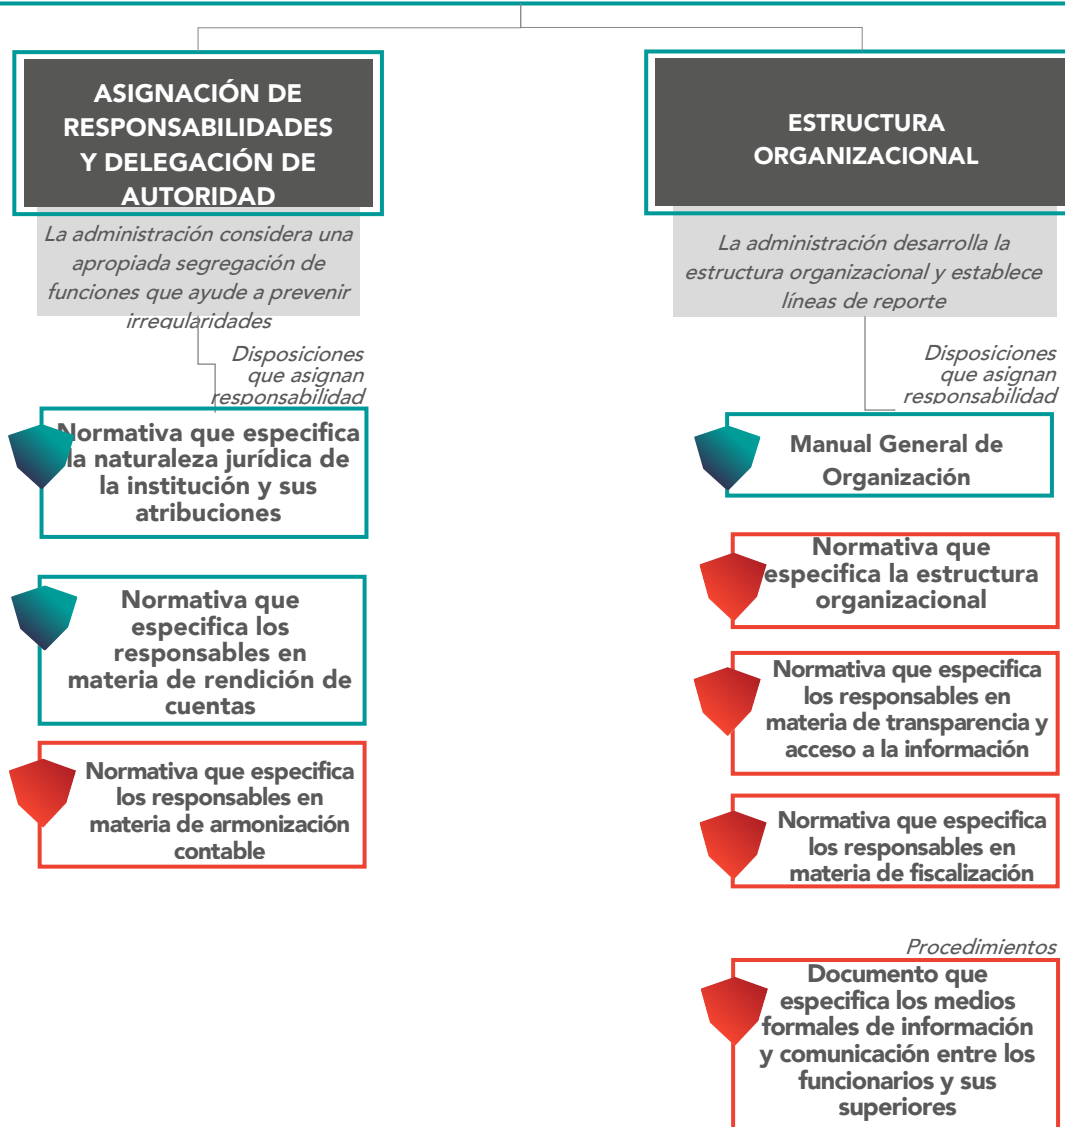 ASIGNACIÓN DE
RESPONSABILIDADES
Y DELEGACIÓN DE
AUTORIDAD
La administración considera una
apropiada segregación de
funciones que ayude a prevenir
irregularidades
Disposiciones
que asignan
responsabilidad
Normativa que especifica
la naturaleza jurídica de
la institución y sus
atribuciones
Normativa que
especifica los
responsables en
materia de rendición de
cuentas
Normativa que especifica
los responsables en
materia de armonización
contable
ESTRUCTURA
ORGANIZACIONAL
La administración desarrolla la
estructura organizacional y establece
líneas de reporte
Disposiciones
que asignan
responsabilidad
Manual General de
Organización
Normativa que
especifica la estructura
organizacional
Normativa que especifica
los responsables en
materia de transparencia y
acceso a la información
Normativa que especifica
los responsables en
materia de fiscalización
Procedimientos
Documento que
especifica los medios
formales de información
y comunicación entre los
funcionarios y sus
superiores